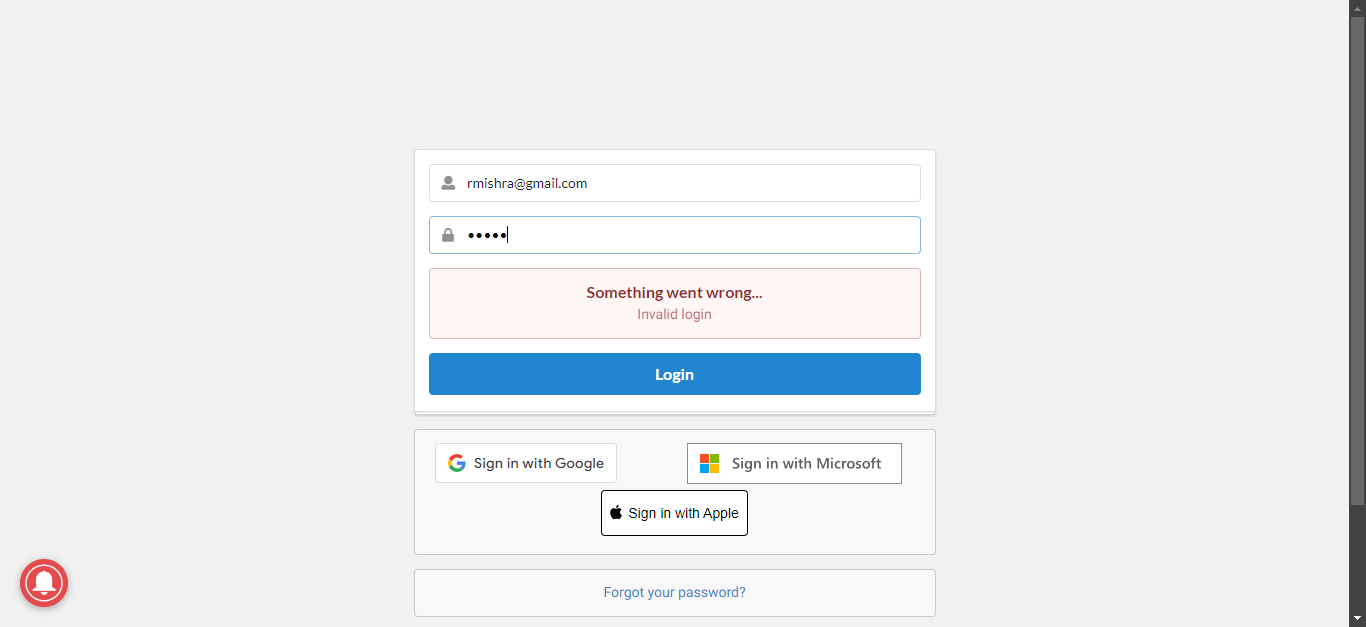 rmishra@gmail.com
•••••
Something went wrong...
Invalid login
Login
Sign in with Google
Sign in with Microsoft
Sign in with Apple
Forgot your password?